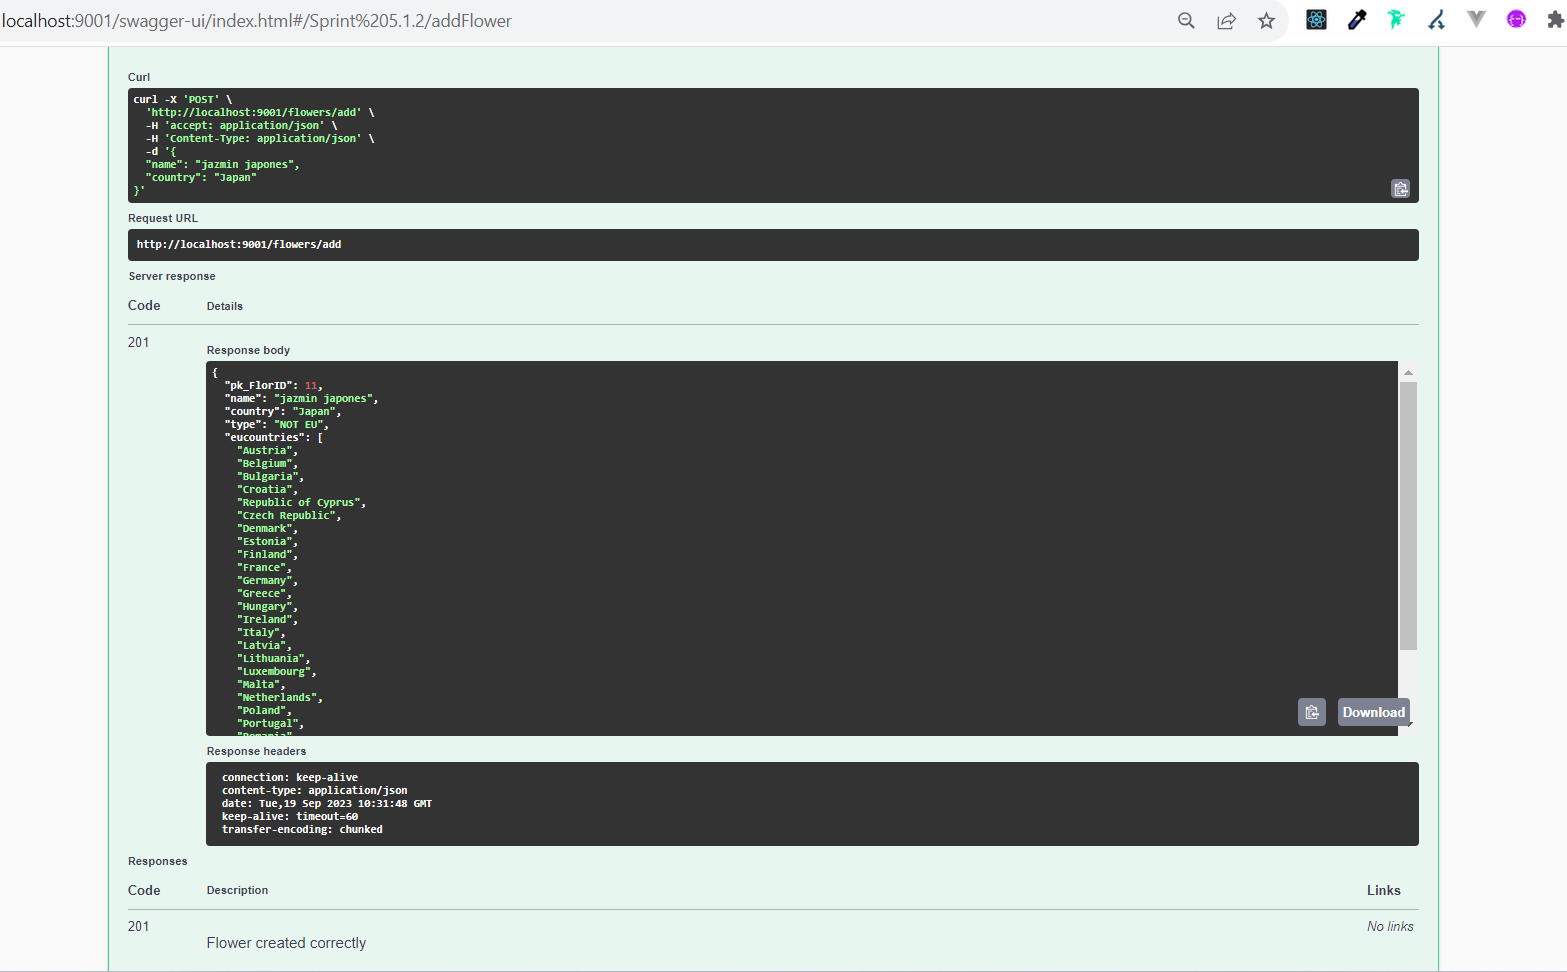 localhost:9001/swagger-ui/index.html#/Sprint%205.1.2/addFlower
Curl
curl -X 'POST' \
  'http://localhost:9001/flowers/add' \
  -H 'accept: application/json' \
  -H 'Content-Type: application/json' \
  -d '{
  "name": "jazmin japones",
  "country": "Japan"
}'
Request URL
http://localhost:9001/flowers/add
Server response
Code Details
201
Response body
{
  "pk_FlorID": 11,
  "name": "jazmin japones",
  "country": "Japan",
  "type": "NOT EU",
  "eucountries": [
    "Austria",
    "Belgium",
    "Bulgaria",
    "Croatia",
    "Republic of Cyprus",
    "Czech Republic",
    "Denmark",
    "Estonia",
    "Finland",
    "France",
    "Germany",
    "Greece",
    "Hungary",
    "Ireland",
    "Italy",
    "Latvia",
    "Lithuania",
    "Luxembourg",
    "Malta",
    "Netherlands",
    "Poland",
    "Portugal",
Download
Response headers
connection: keep-alive
content-type: application/json
date: Tue,19 Sep 2023 10:31:48 GMT
keep-alive: timeout=60
transfer-encoding: chunked
Responses
Code Description Links
201 No links
Flower created correctly